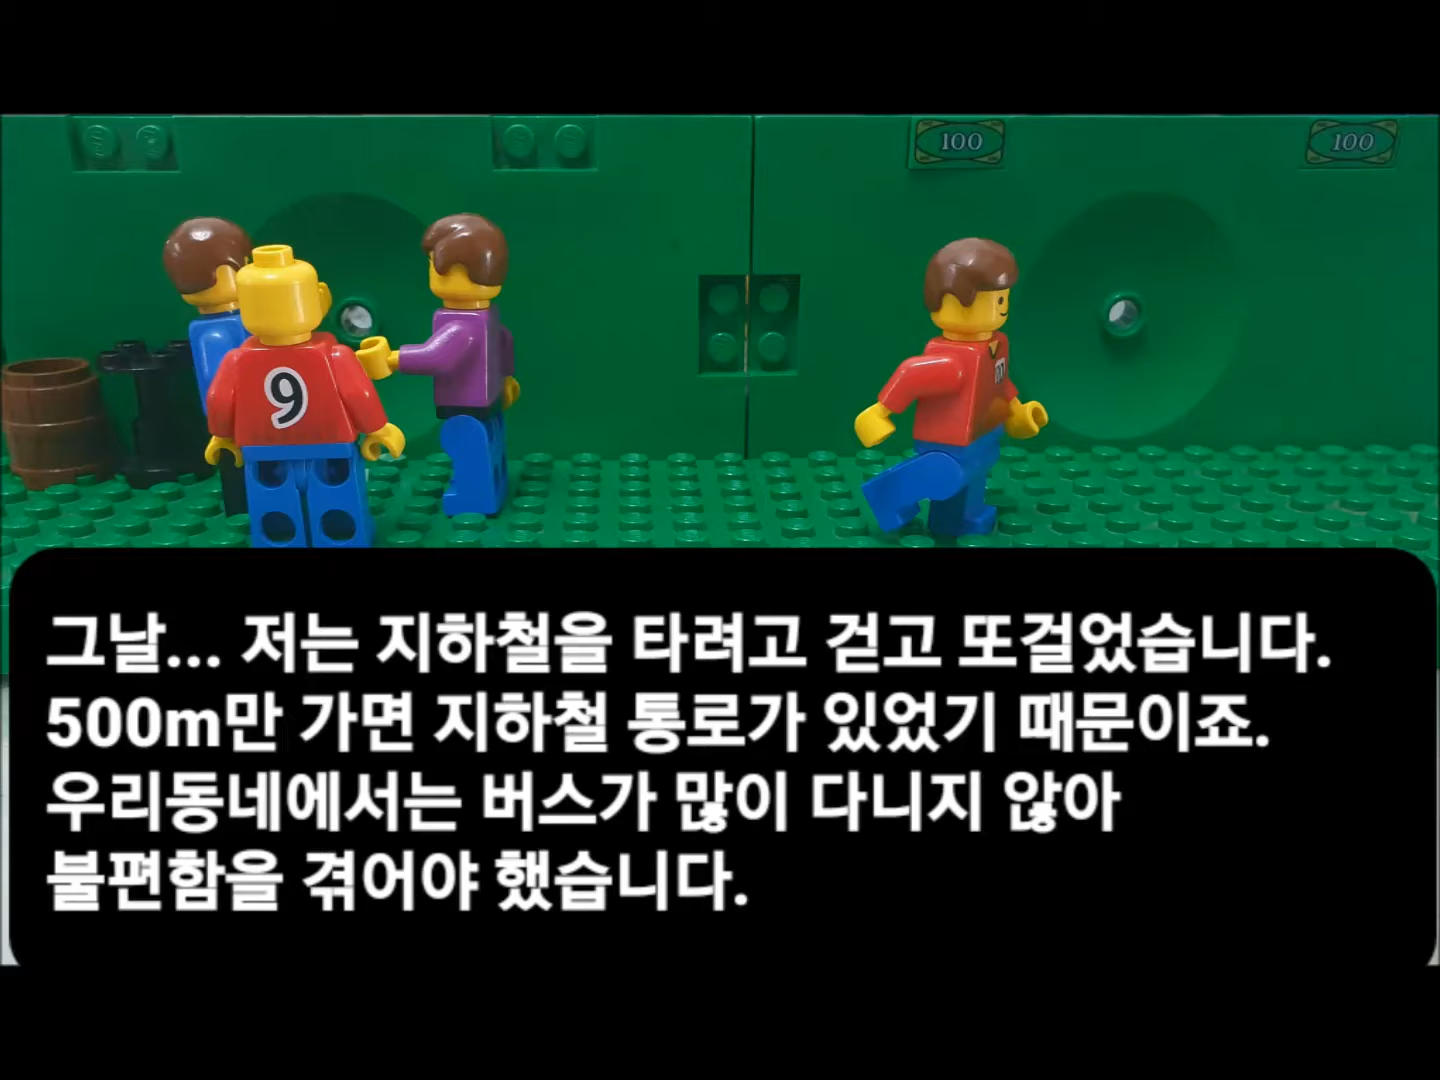 100
100
9
m
그날... 저는 지하철을 타려고 걷고 또걸었습니다.
500m만 가면 지하철 통로가 있었기 때문이죠.
우리동네에서는 버스가 많이 다니지 않아
불편함을 겪어야 했습니다.